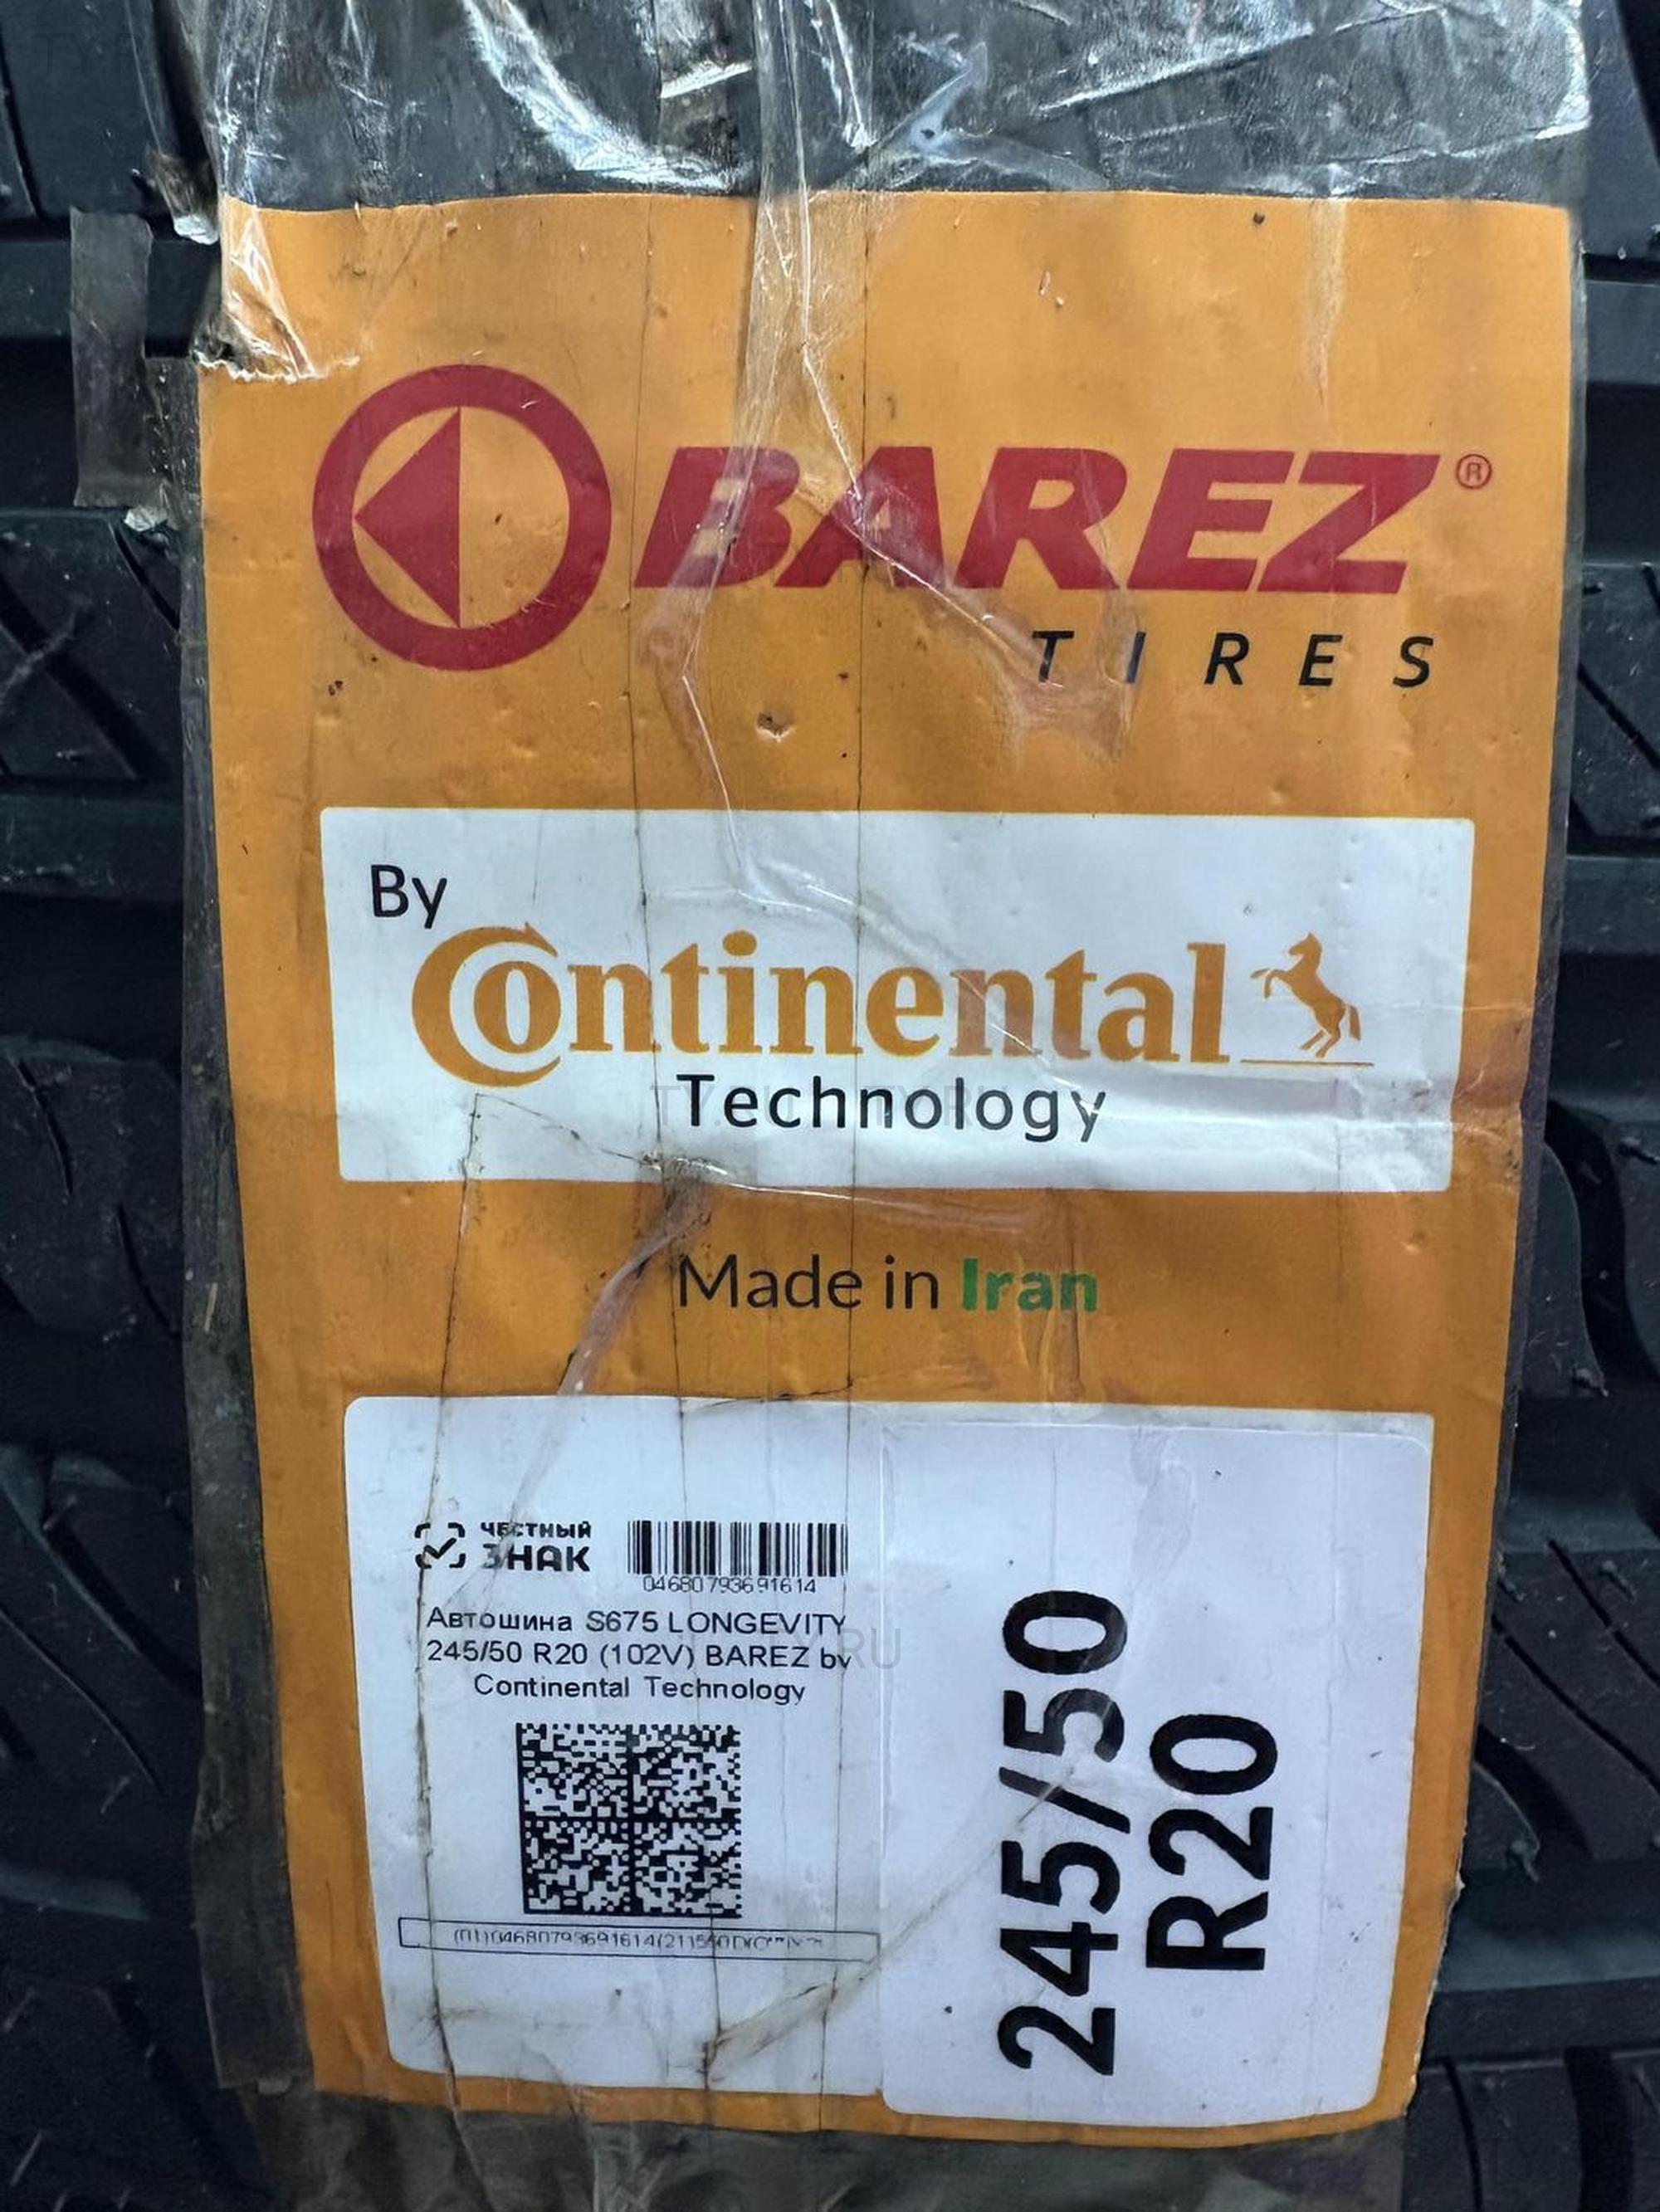 BAREZ®
TIRES
By
Continental
Technology
Made in Iran
ЧЕСТНЫЙ
ЗНАК
04680793691614
Автошина S675 LONGEVITY
245/50 R20 (102V) BAREZ by
Continental Technology
245/50
R20